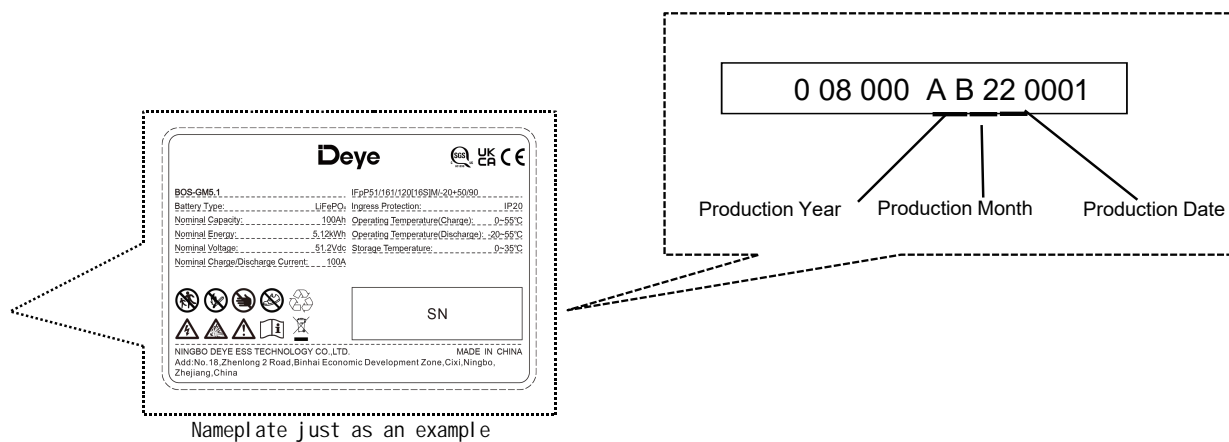 0 08 000 A B 22 0001
Production Year Production Month Production Date
Deye SGS UK CA CE
BOS-GM5.1 IFpP51/161/120[16S]M/-20+50/90
Battery Type: LiFePO₄ Ingress Protection: IP20
Nominal Capacity: 100Ah Operating Temperature(Charge): 0~55℃
Nominal Energy: 5.12kWh Operating Temperature(Discharge): -20~55℃
Nominal Voltage: 51.2Vdc Storage Temperature: 0~35℃
Nominal Charge/Discharge Current: 100A
SN
NINGBO DEYE ESS TECHNOLOGY CO.,LTD. MADE IN CHINA
Add:No.18,Zhenlong 2 Road,Binhai Economic Development Zone,Cixi,Ningbo,
Zhejiang,China
Nameplate just as an example